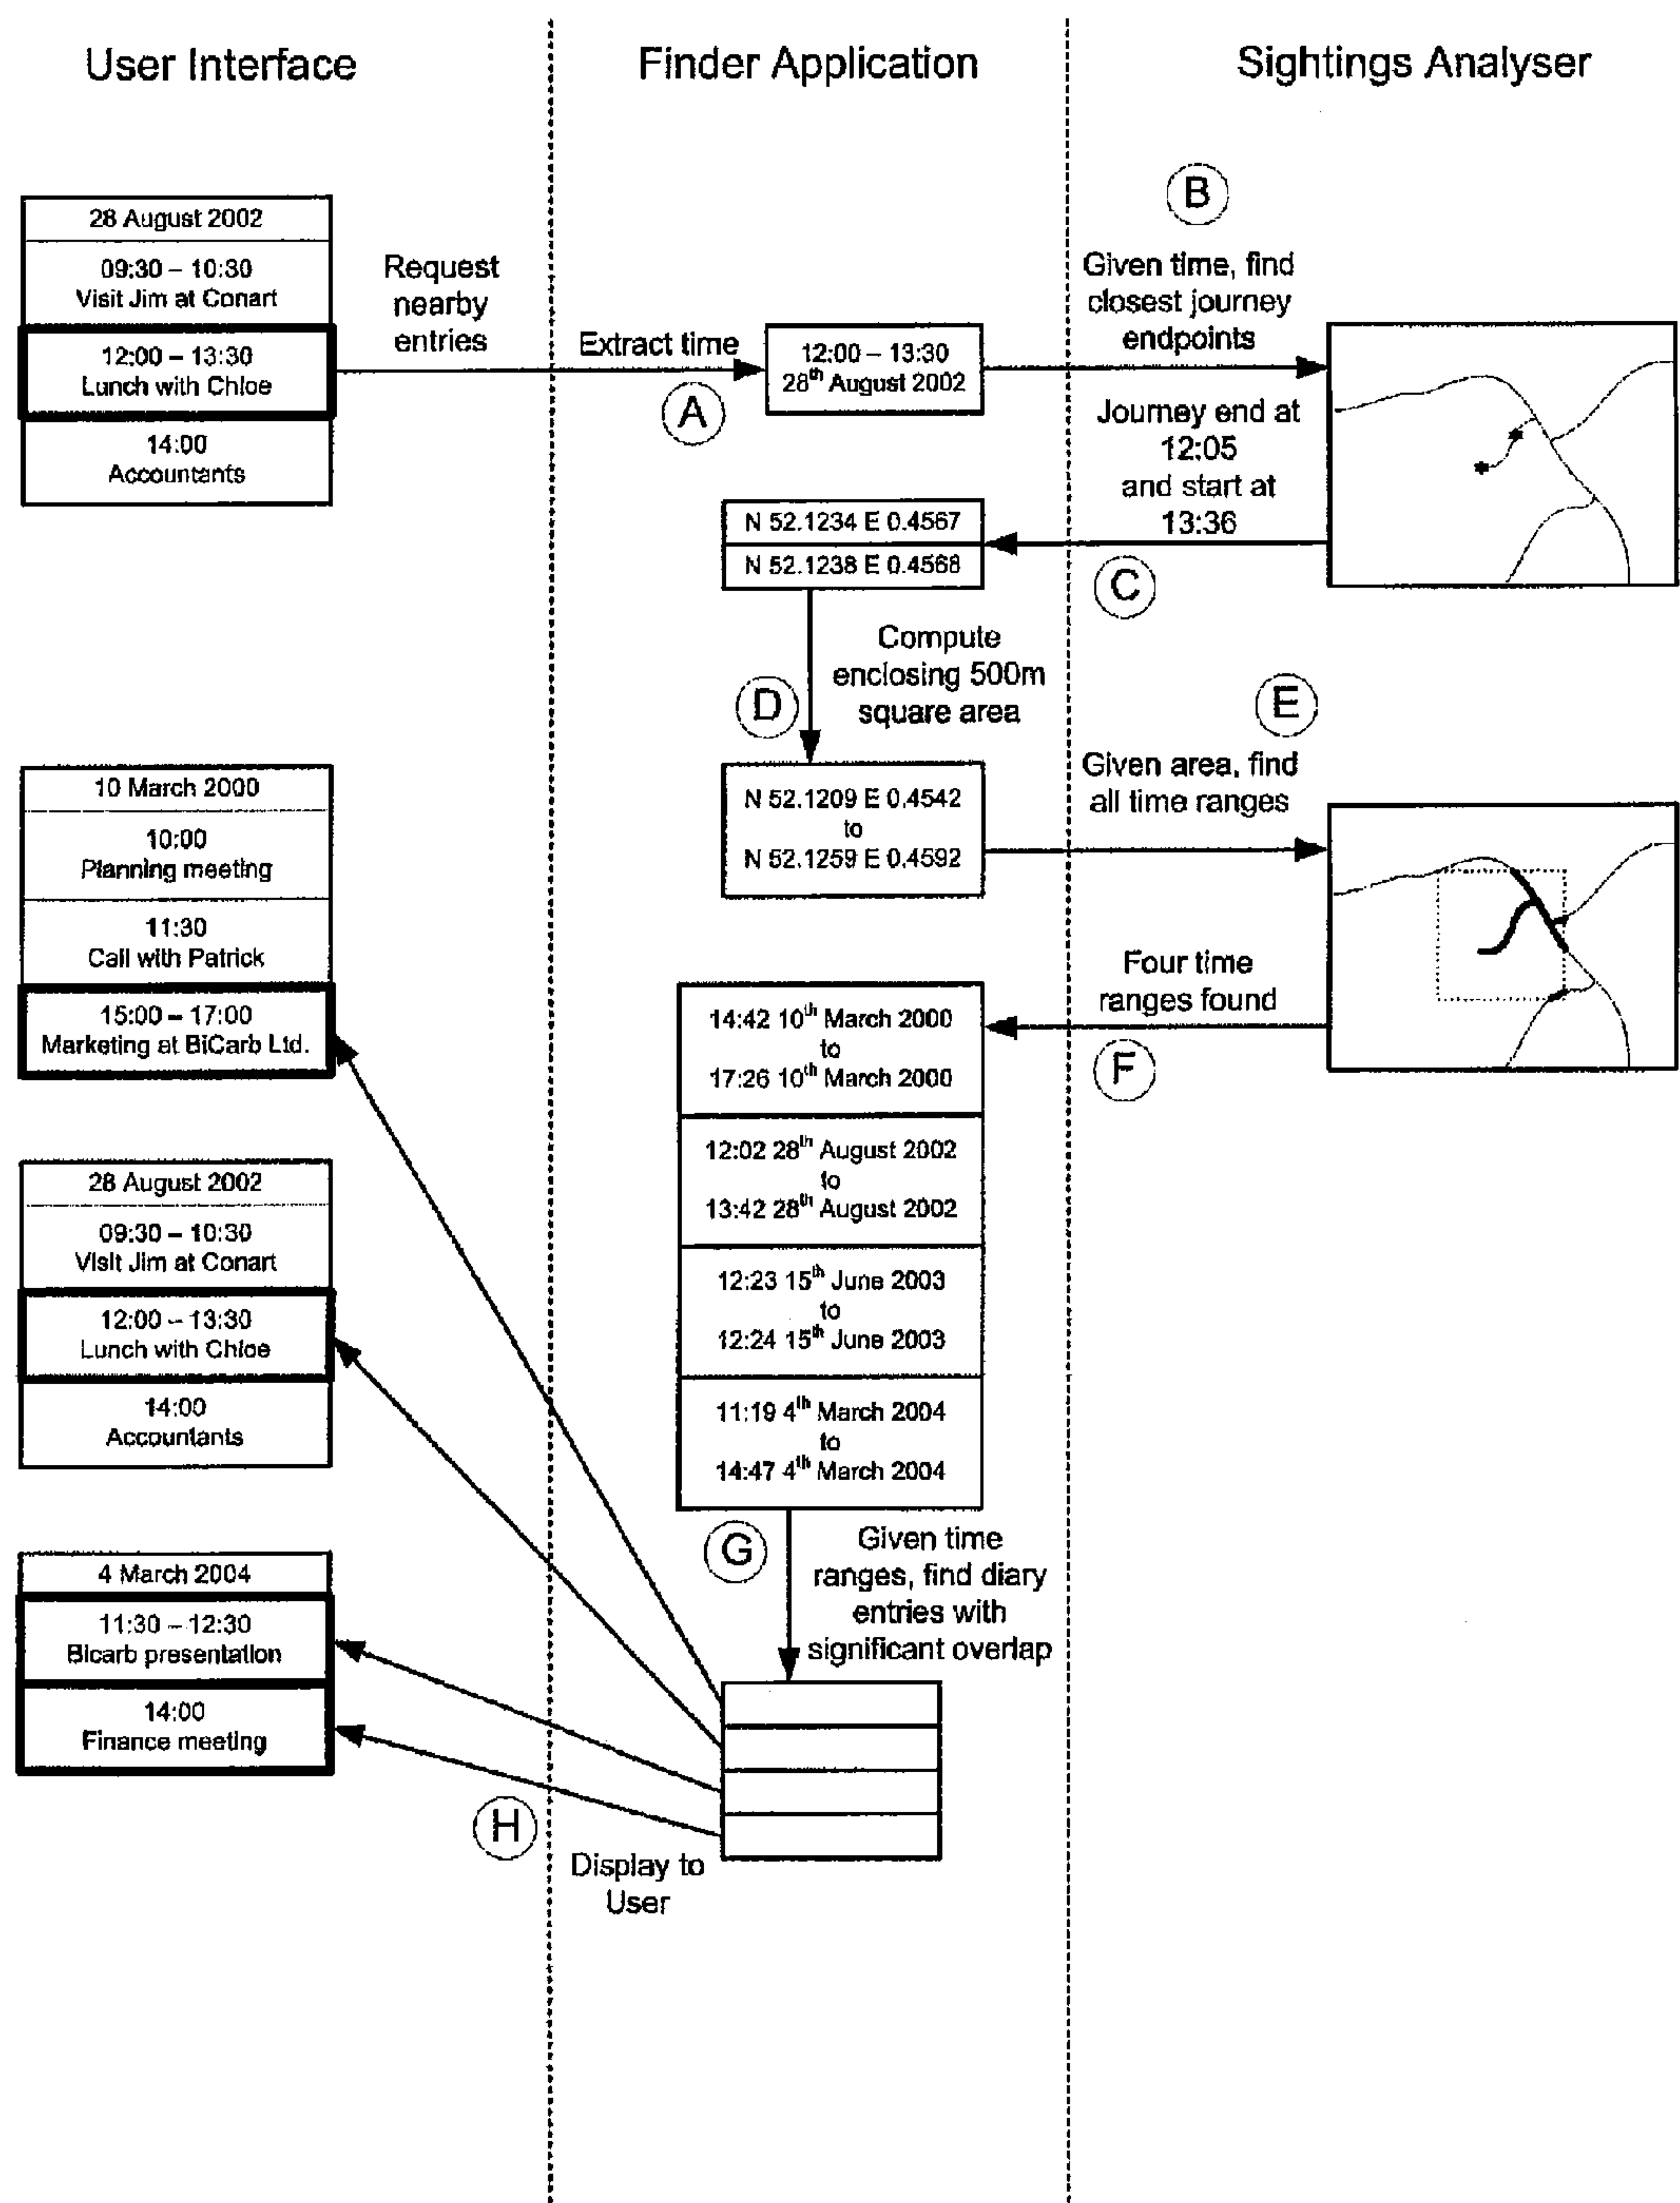 User Interface
Finder Application
Sightings Analyser
28 August 2002
09:30 – 10:30
Visit Jim at Conart
12:00 – 13:30
Lunch with Chloe
14:00
Accountants
Request
nearby
entries
Extract time
A
12:00 – 13:30
28th August 2002
B
Given time, find
closest journey
endpoints
Journey end at
12:05
and start at
13:36
C
N 52.1234 E 0.4567
N 52.1238 E 0.4568
D
Compute
enclosing 500m
square area
N 52.1209 E 0.4542
to
N 52.1259 E 0.4592
E
Given area, find
all time ranges
Four time
ranges found
F
14:42 10th March 2000
to
17:26 10th March 2000
12:02 28th August 2002
to
13:42 28th August 2002
12:23 15th June 2003
to
12:24 15th June 2003
11:19 4th March 2004
to
14:47 4th March 2004
G
Given time
ranges, find diary
entries with
significant overlap
10 March 2000
10:00
Planning meeting
11:30
Call with Patrick
15:00 – 17:00
Marketing at BiCarb Ltd.
28 August 2002
09:30 – 10:30
Visit Jim at Conart
12:00 – 13:30
Lunch with Chloe
14:00
Accountants
4 March 2004
11:30 – 12:30
Bicarb presentation
14:00
Finance meeting
H
Display to
User